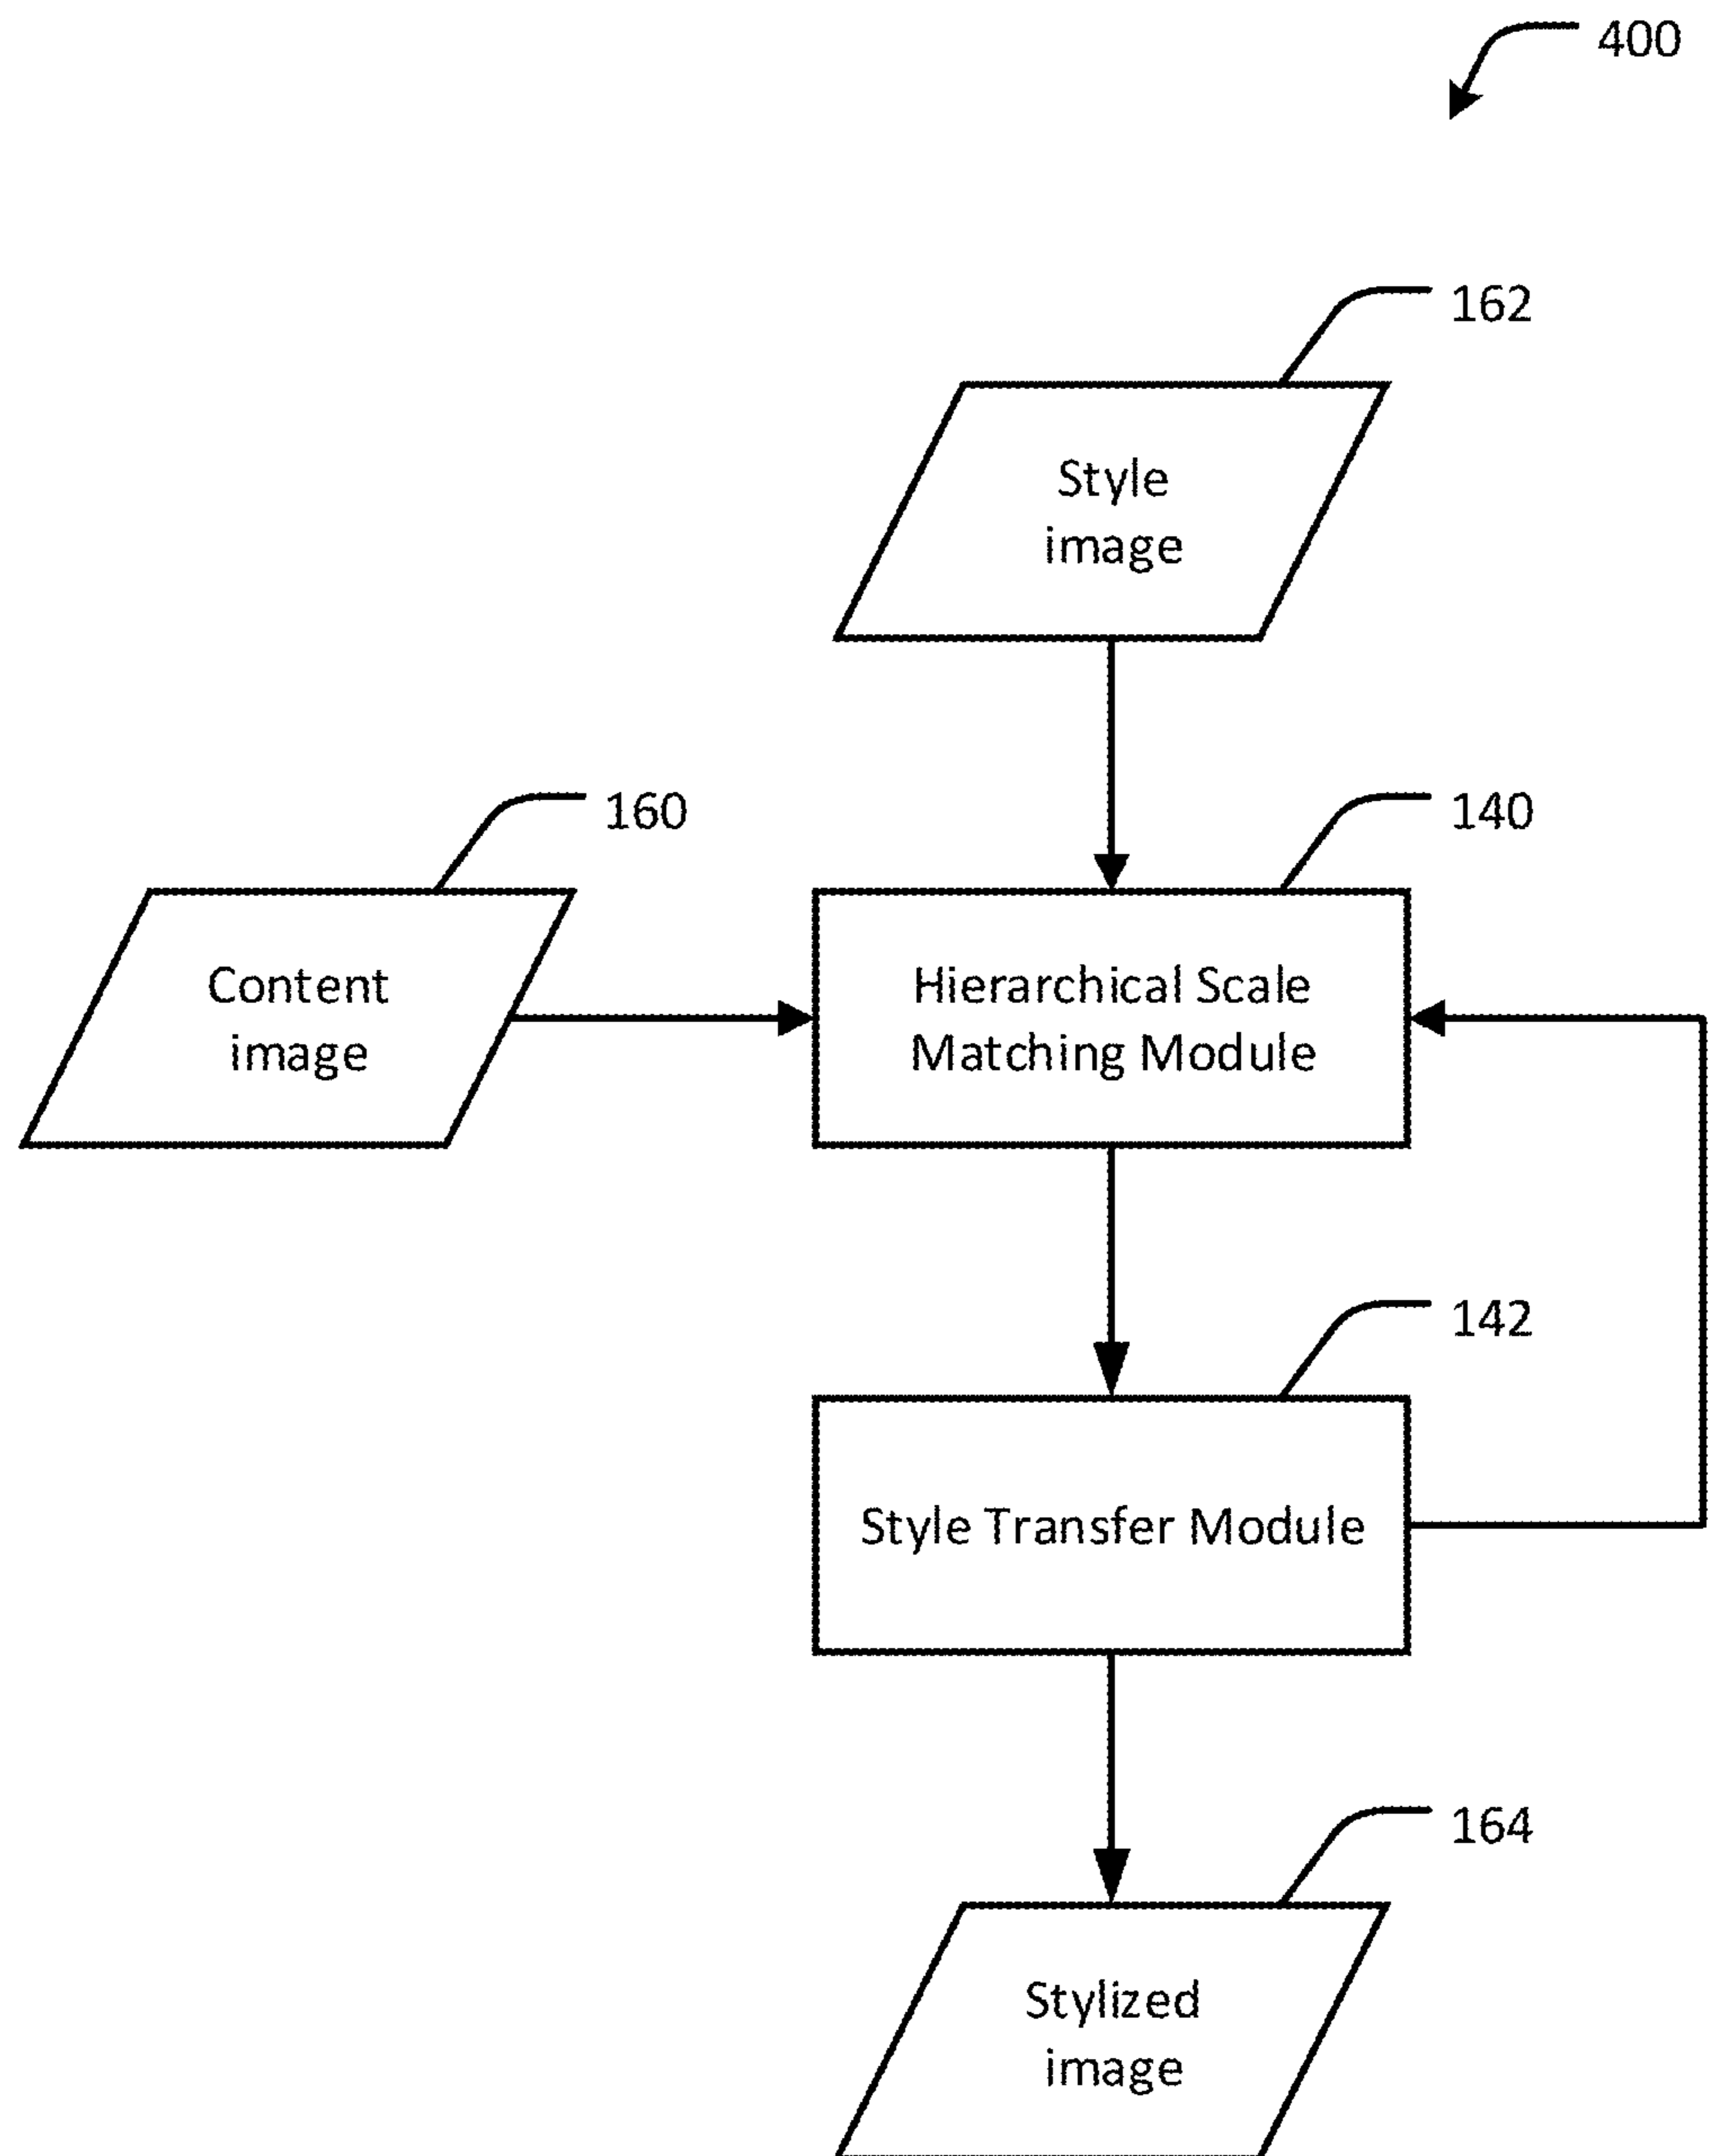 400
162
Style
image
160
140
Content
image
Hierarchical Scale
Matching Module
142
Style Transfer Module
164
Stylized
image